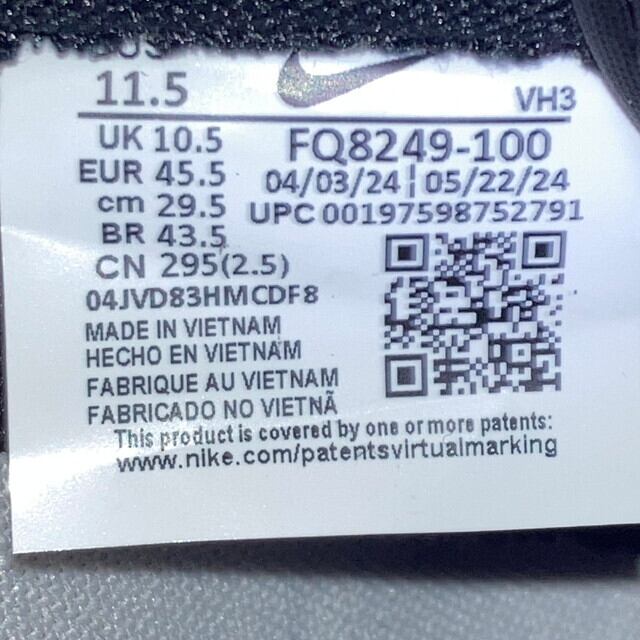 11.5
VH3
UK 10.5
FQ8249-100
EUR 45.5
04/03/24 | 05/22/24
cm 29.5
UPC 00197598752791
BR 43.5
CN 295(2.5)
04JVD83HMCDF8
MADE IN VIETNAM
HECHO EN VIETNAM
FABRIQUE AU VIETNAM
FABRICADO NO VIETNÃ
This product is covered by one or more patents:
www.nike.com/patentsvirtualmarking